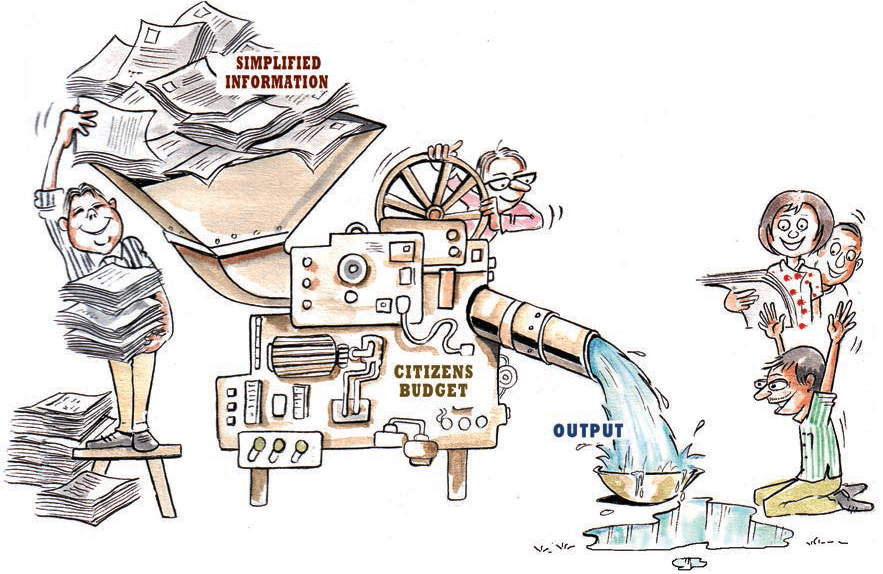 SIMPLIFIED
INFORMATION
CITIZENS
BUDGET
OUTPUT